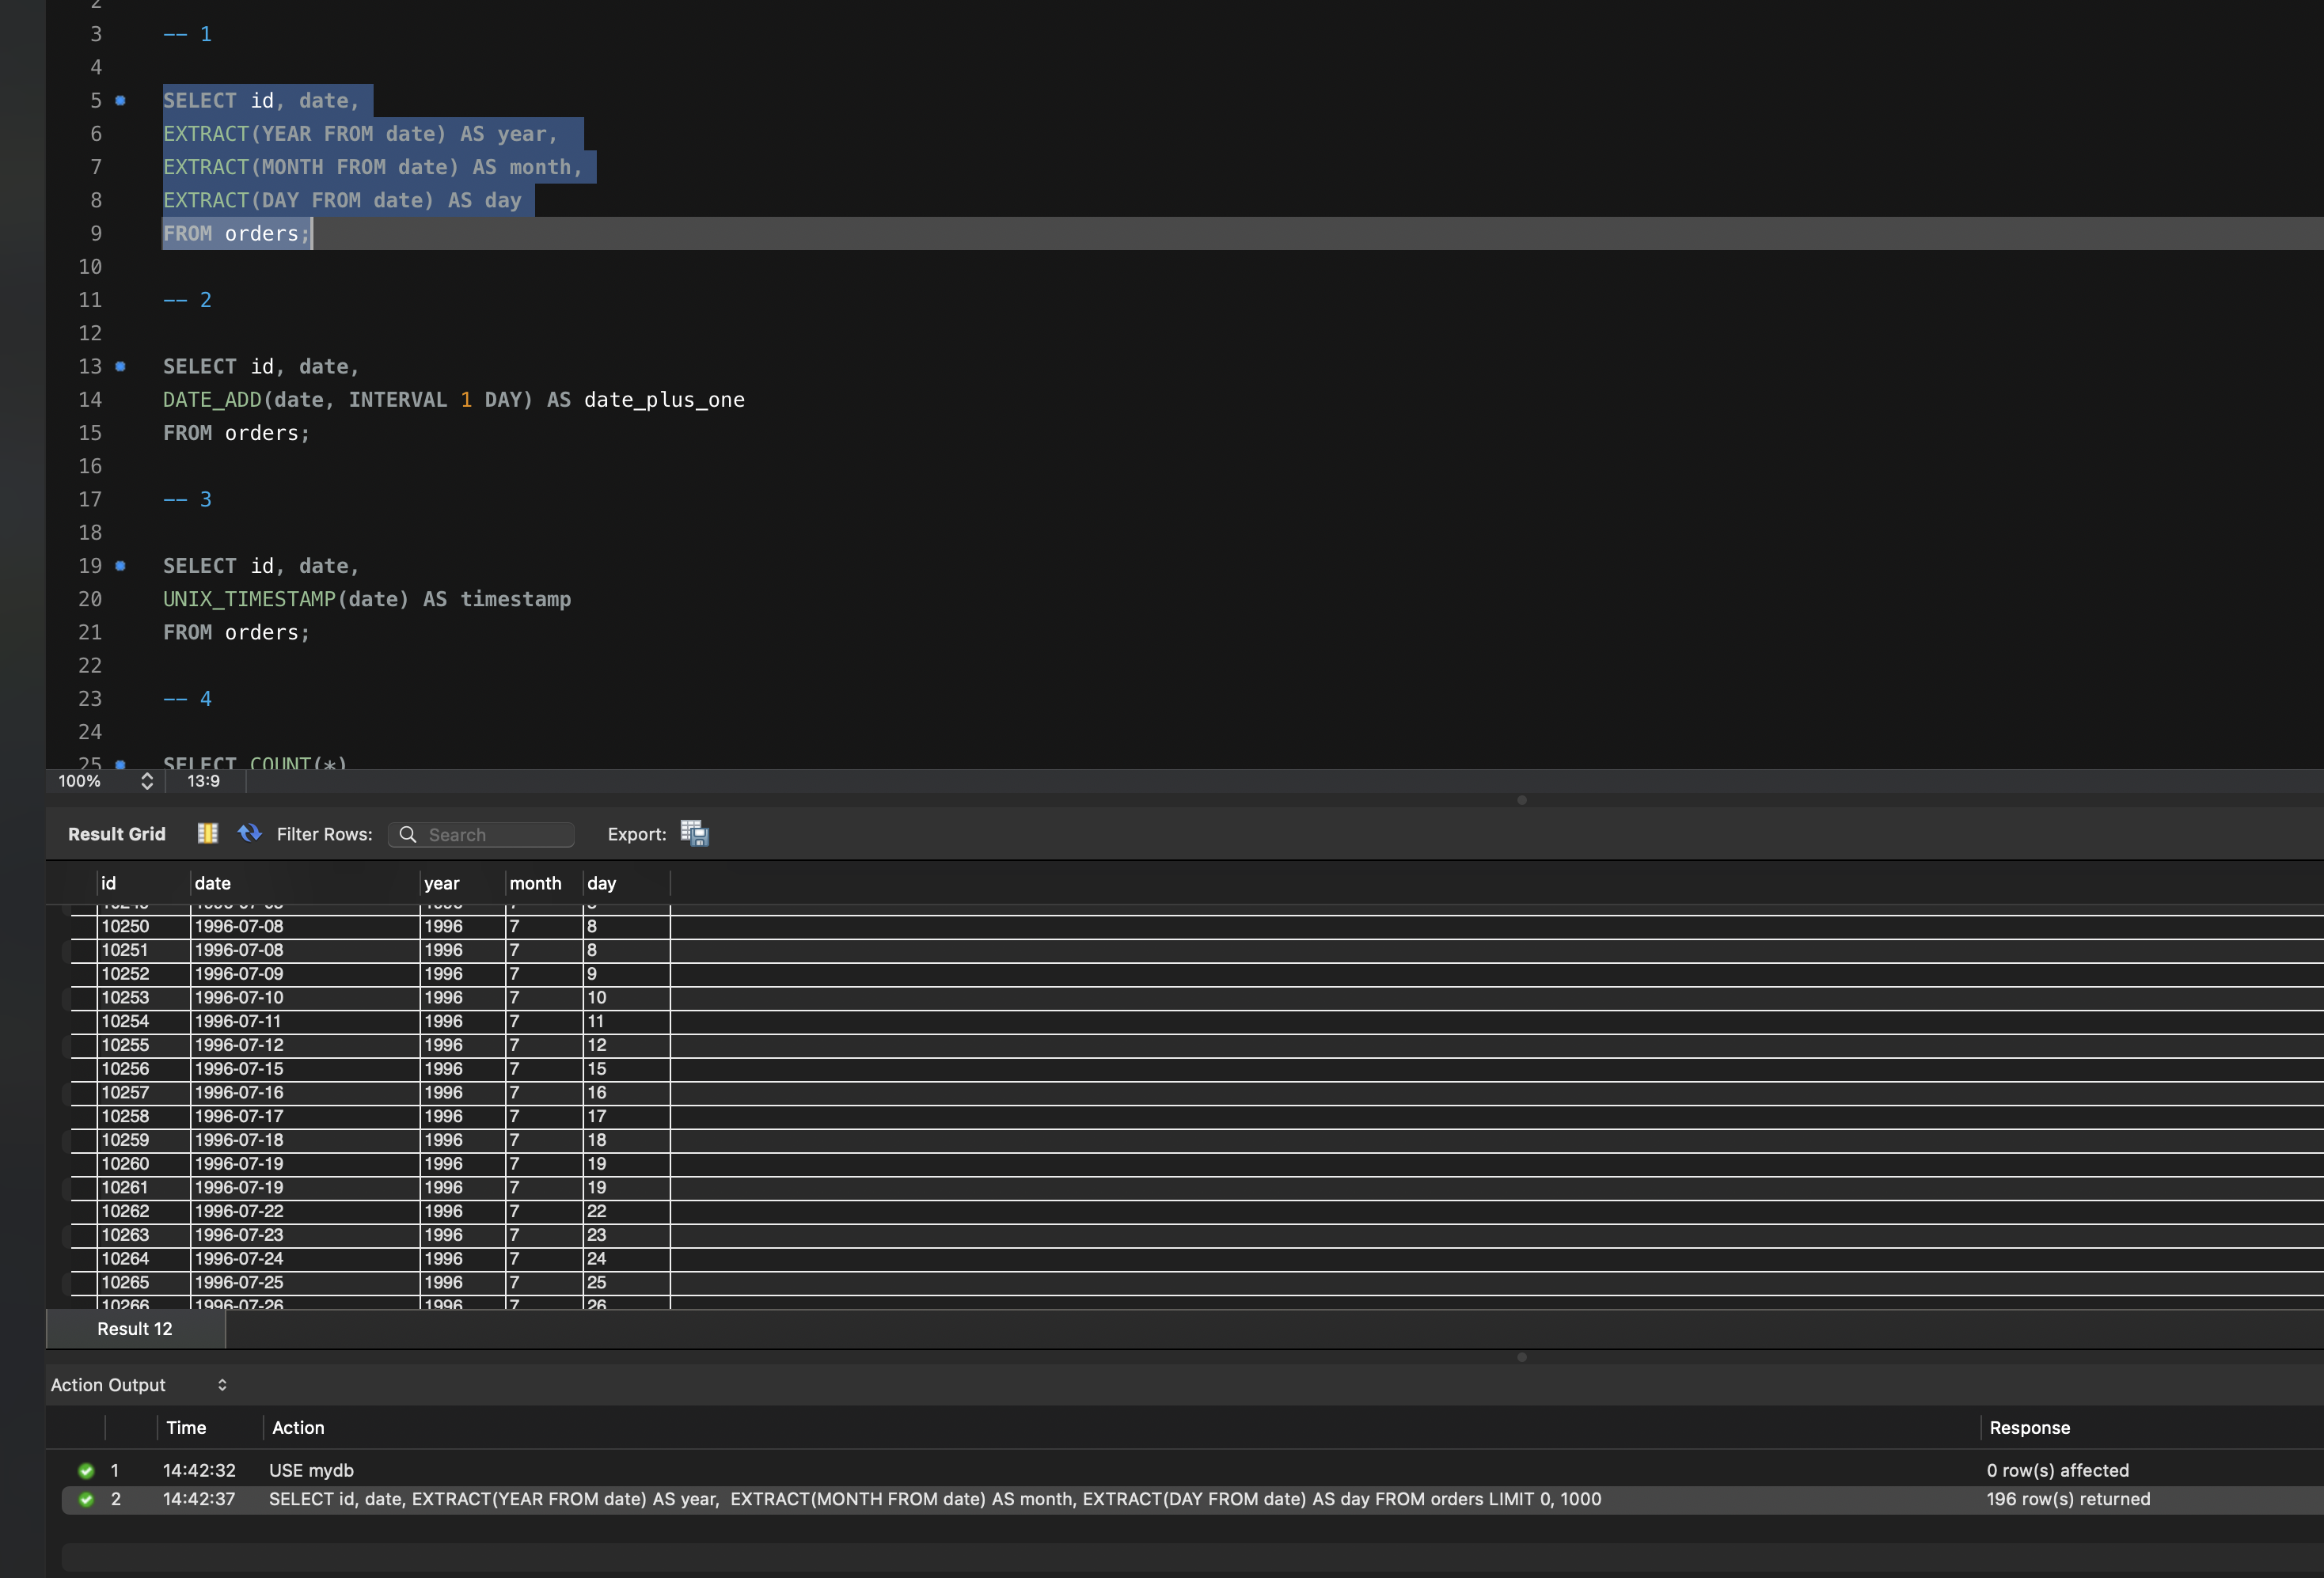 2
3 -- 1
4
5 SELECT id, date,
6 EXTRACT(YEAR FROM date) AS year,
7 EXTRACT(MONTH FROM date) AS month,
8 EXTRACT(DAY FROM date) AS day
9 FROM orders;
10
11 -- 2
12
13 SELECT id, date,
14 DATE_ADD(date, INTERVAL 1 DAY) AS date_plus_one
15 FROM orders;
16
17 -- 3
18
19 SELECT id, date,
20 UNIX_TIMESTAMP(date) AS timestamp
21 FROM orders;
22
23 -- 4
24
25 SELECT COUNT(*)
100% 13:9
Result Grid Filter Rows: Search Export:
id date year month day
10250 1996-07-08 1996 7 8
10251 1996-07-08 1996 7 8
10252 1996-07-09 1996 7 9
10253 1996-07-10 1996 7 10
10254 1996-07-11 1996 7 11
10255 1996-07-12 1996 7 12
10256 1996-07-15 1996 7 15
10257 1996-07-16 1996 7 16
10258 1996-07-17 1996 7 17
10259 1996-07-18 1996 7 18
10260 1996-07-19 1996 7 19
10261 1996-07-19 1996 7 19
10262 1996-07-22 1996 7 22
10263 1996-07-23 1996 7 23
10264 1996-07-24 1996 7 24
10265 1996-07-25 1996 7 25
10266 1996-07-26 1996 7 26
Result 12
Action Output
Time Action Response
1 14:42:32 USE mydb 0 row(s) affected
2 14:42:37 SELECT id, date, EXTRACT(YEAR FROM date) AS year,  EXTRACT(MONTH FROM date) AS month, EXTRACT(DAY FROM date) AS day FROM orders LIMIT 0, 1000 196 row(s) returned